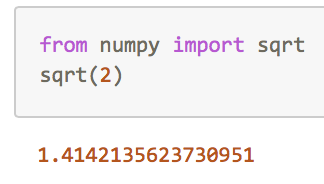 from numpy import sqrt
sqrt(2)
1.4142135623730951